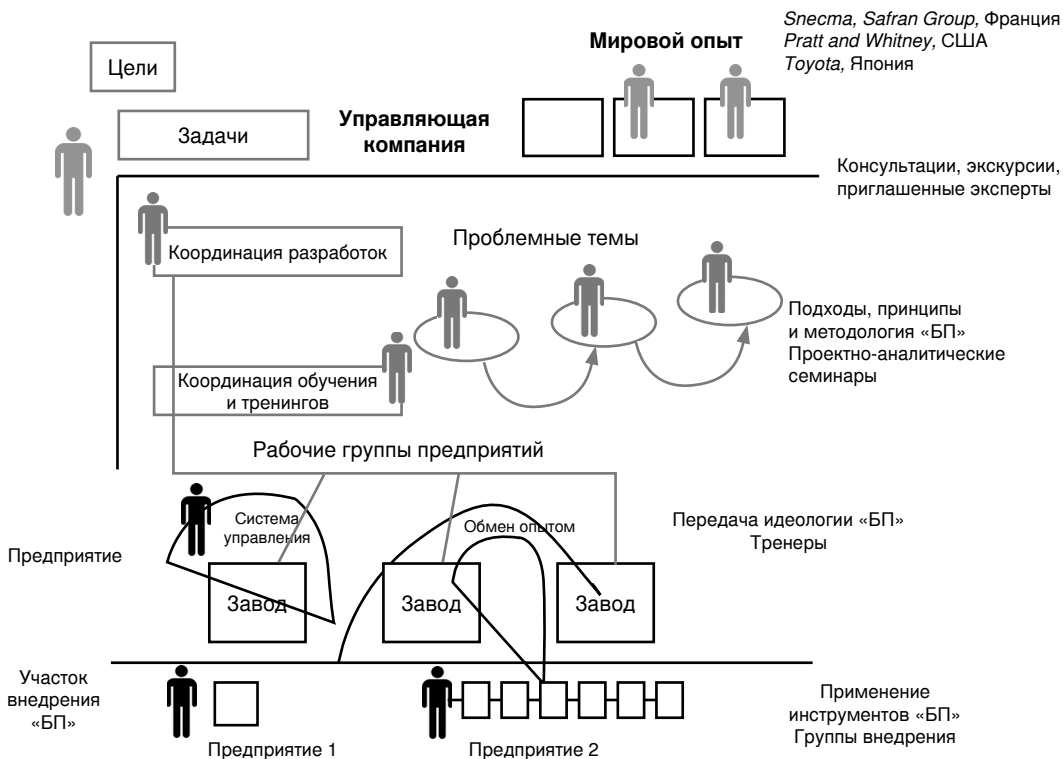 Snecma, Safran Group, Франция
Pratt and Whitney, США
Toyota, Япония
Мировой опыт
Цели
Задачи
Управляющая
компания
Консультации, экскурсии,
приглашенные эксперты
Координация разработок
Проблемные темы
Подходы, принципы
и методология «БП»
Проектно-аналитические
семинары
Координация обучения
и тренингов
Рабочие группы предприятий
Система
управления
Обмен опытом
Передача идеологии «БП»
Тренеры
Предприятие
Завод
Завод
Завод
Участок
внедрения
«БП»
Применение
инструментов «БП»
Группы внедрения
Предприятие 1
Предприятие 2